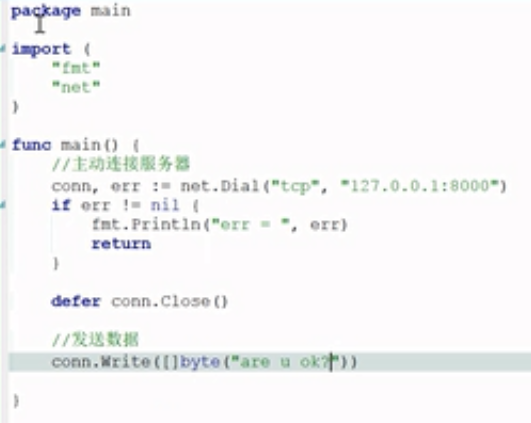 package main
import (
"fmt"
"net"
)
func main() {
//主动连接服务器
conn, err := net.Dial("tcp", "127.0.0.1:8000")
if err != nil {
fmt.Println("err = ", err)
return
}
defer conn.Close()
//发送数据
conn.Write([]byte("are u ok?"))
}